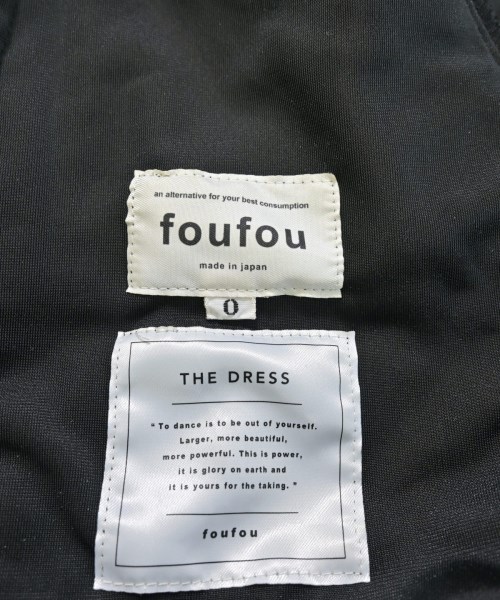 an alternative for your best consumption
foufou
made in japan
0
THE DRESS
" To dance is to be out of yourself.
Larger, more beautiful,
more powerful. This is power,
it is glory on earth and
it is yours for the taking. "
foufou